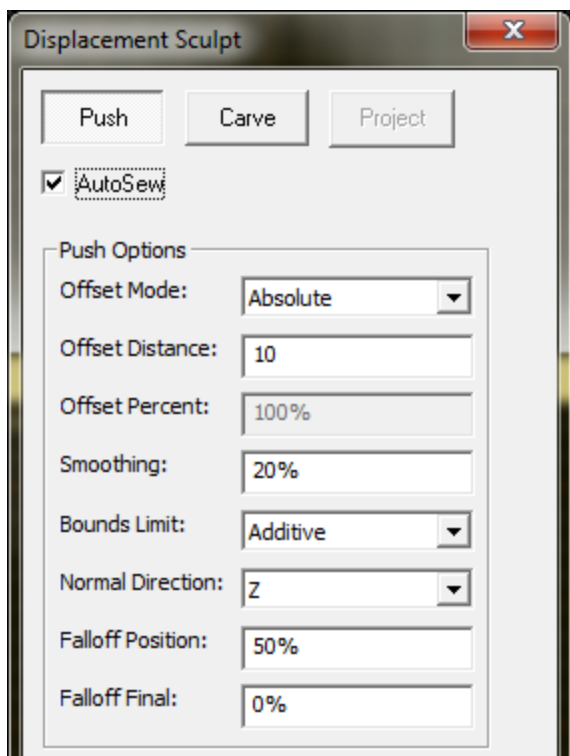 Displacement Sculpt
Push Carve Project
AutoSew
Push Options
Offset Mode: Absolute
Offset Distance: 10
Offset Percent: 100%
Smoothing: 20%
Bounds Limit: Additive
Normal Direction: Z
Falloff Position: 50%
Falloff Final: 0%